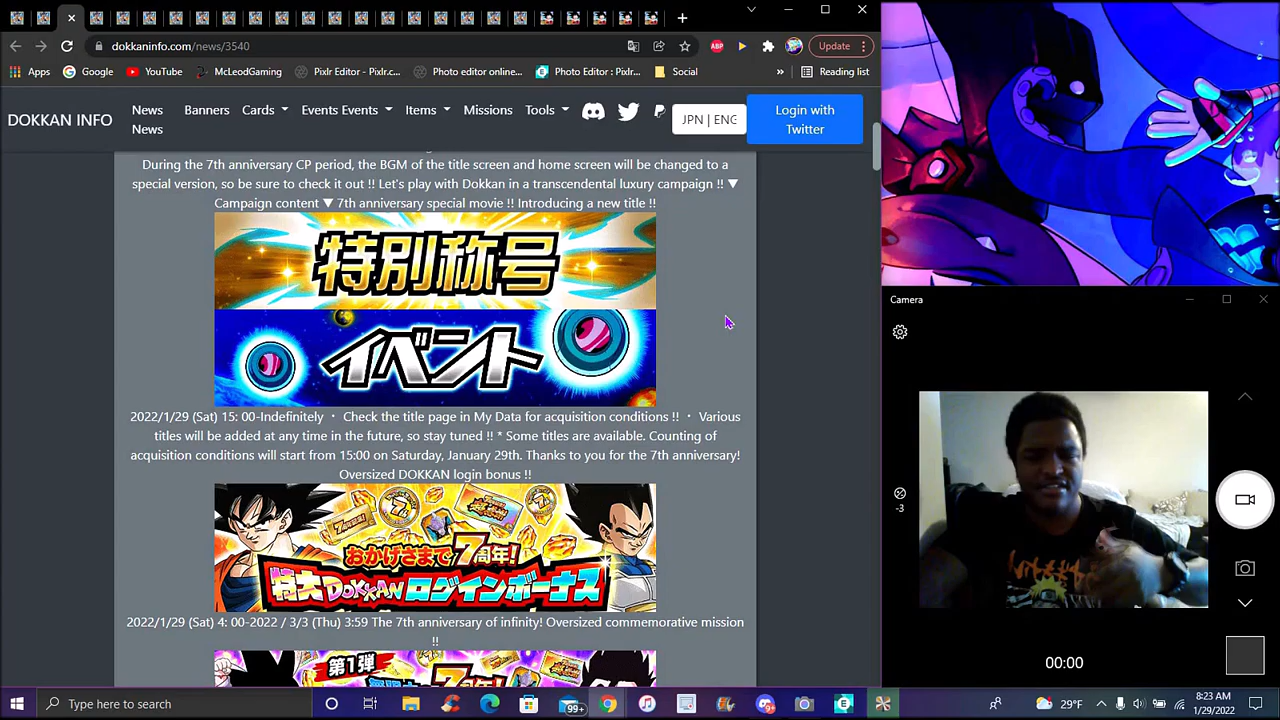 dokkaninfo.com/news/3540
ABP
Update
Apps
Google
YouTube
McLeodGaming
Pixlr Editor - Pixlr.c...
Photo editor online...
Photo Editor : Pixlr...
Social
»
Reading list
DOKKAN INFO
News
News
Banners
Cards
Events Events
Items
Missions
Tools
JPN | ENG
Login with
Twitter
During the 7th anniversary CP period, the BGM of the title screen and home screen will be changed to a
special version, so be sure to check it out !! Let's play with Dokkan in a transcendental luxury campaign !! ▼
Campaign content ▼ 7th anniversary special movie !! Introducing a new title !!
特別称号
イベント
2022/1/29 (Sat) 15: 00-Indefinitely ・ Check the title page in My Data for acquisition conditions !! ・ Various
titles will be added at any time in the future, so stay tuned !! * Some titles are available. Counting of
acquisition conditions will start from 15:00 on Saturday, January 29th. Thanks to you for the 7th anniversary!
Oversized DOKKAN login bonus !!
おかげさまで7周年!
特大DOKKANログインボーナス
2022/1/29 (Sat) 4: 00-2022 / 3/3 (Thu) 3:59 The 7th anniversary of infinity! Oversized commemorative mission
!!
第1弾
Camera
-3
00:00
Type here to search
99+
29°F
8:23 AM
1/29/2022